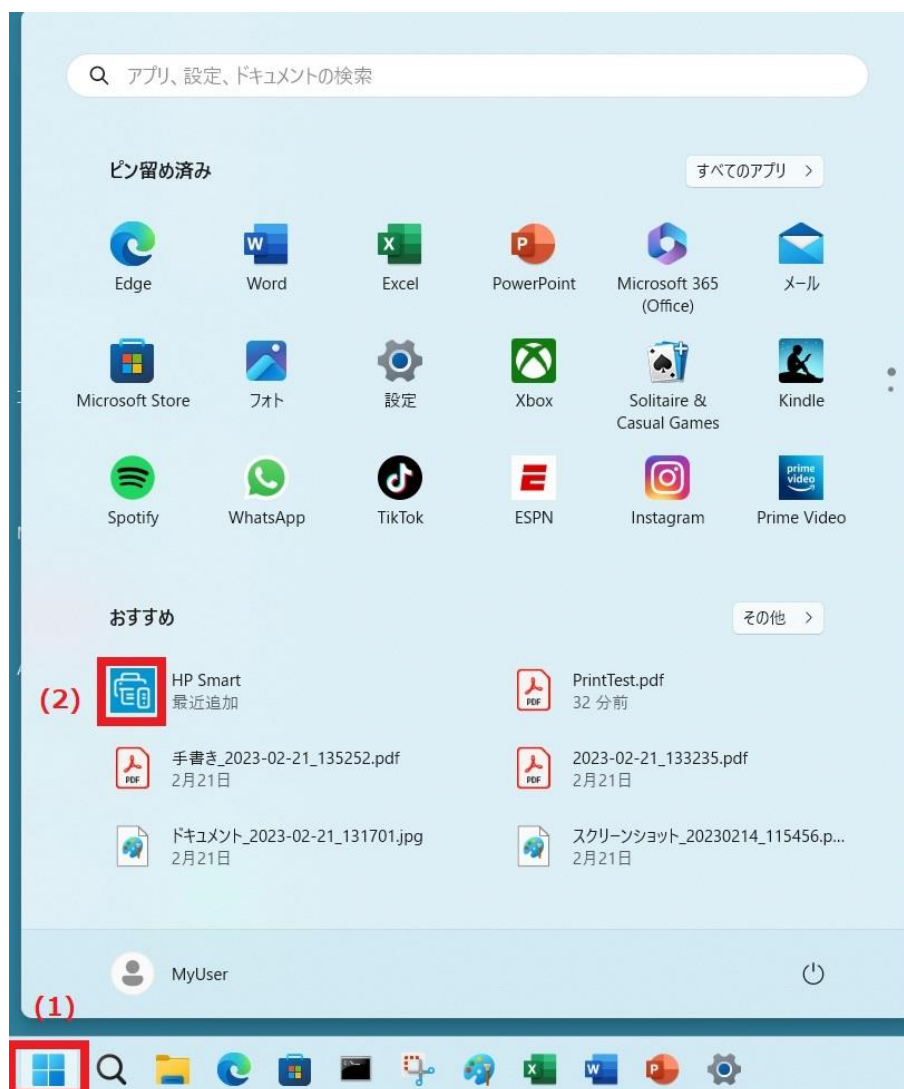 アプリ、設定、ドキュメントの検索
ピン留め済み
すべてのアプリ >
Edge
Word
Excel
PowerPoint
Microsoft 365
(Office)
メール
Microsoft Store
フォト
設定
Xbox
Solitaire &
Casual Games
Kindle
Spotify
WhatsApp
TikTok
ESPN
Instagram
prime
video
Prime Video
おすすめ
その他 >
(2)
HP Smart
最近追加
PDF
PrintTest.pdf
32 分前
PDF
手書き_2023-02-21_135252.pdf
2月21日
PDF
2023-02-21_133235.pdf
2月21日
ドキュメント_2023-02-21_131701.jpg
2月21日
スクリーンショット_20230214_115456.p...
2月21日
MyUser
(1)